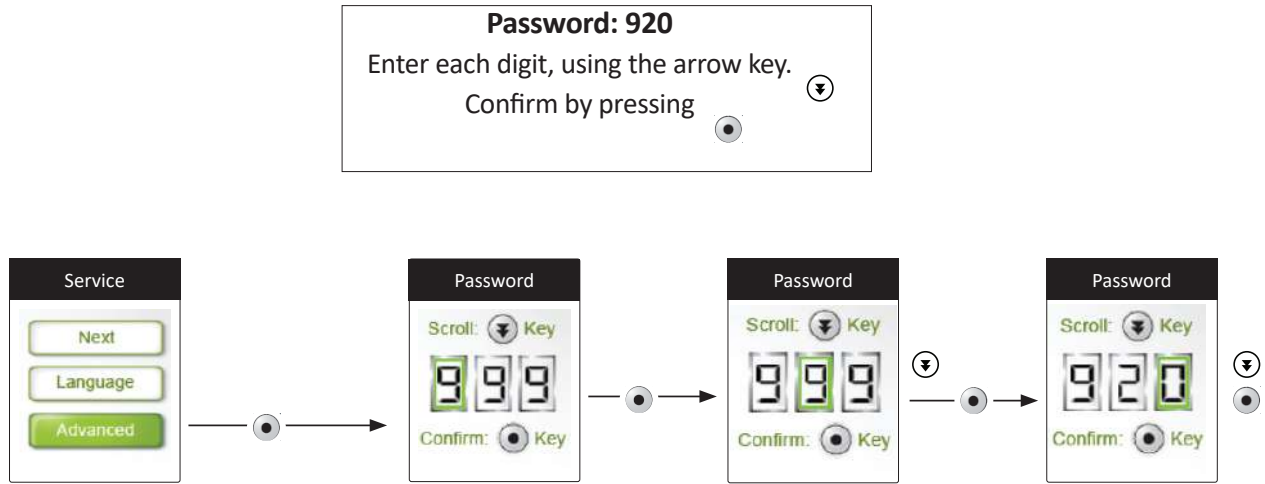 Password: 920
Enter each digit, using the arrow key.
Confirm by pressing
Service
Next
Language
Advanced
Password
Scroll: Key
999
Confirm: Key
Password
Scroll: Key
999
Confirm: Key
Password
Scroll: Key
920
Confirm: Key